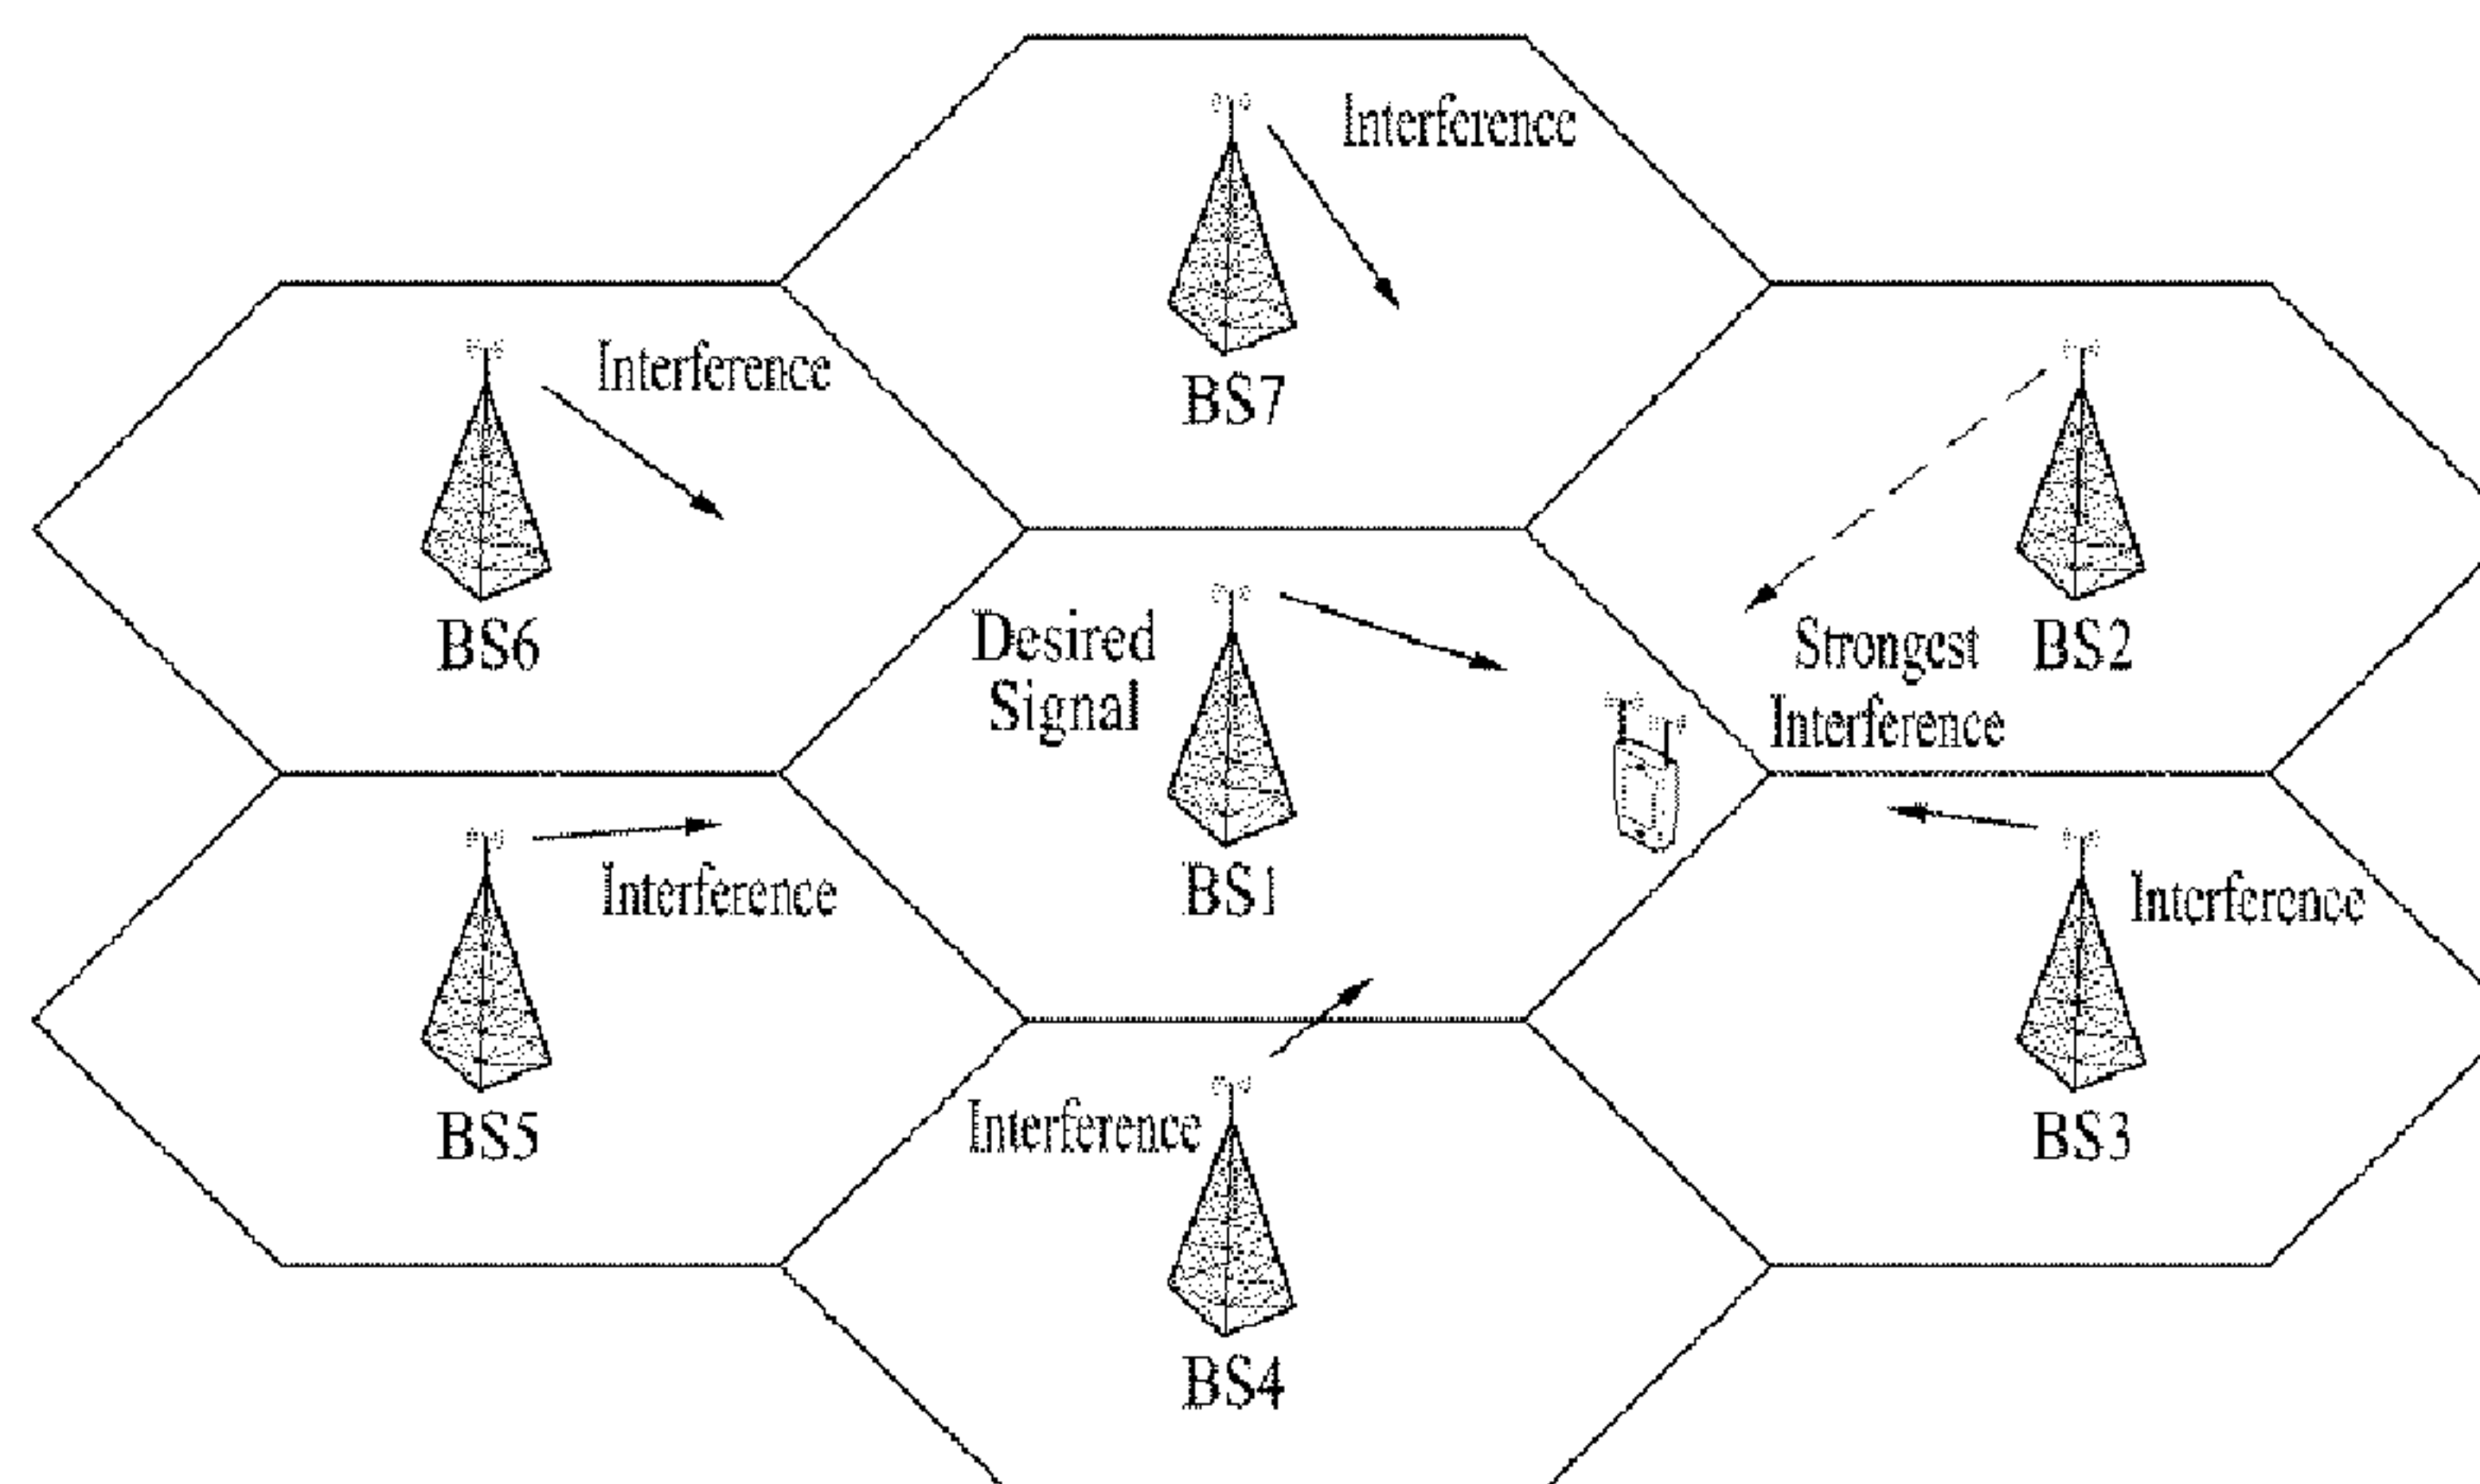 Interference
BS7
Interference
BS6
Desired
Signal
BS1
Strongest
Interference
BS2
Interference
BS5
Interference
BS3
Interference
BS4